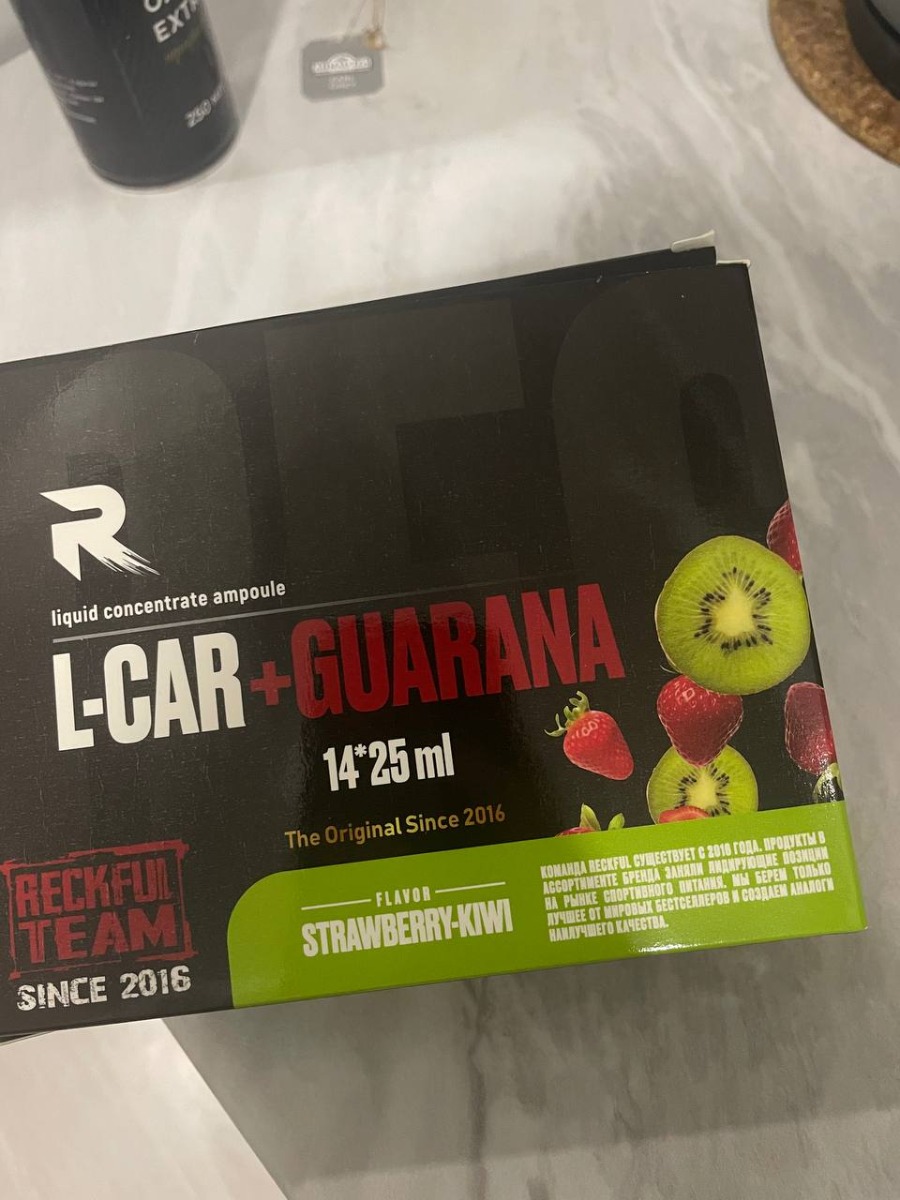 EXT
250
R
liquid concentrate ampoule
L-CAR+GUARANA
14*25 ml
The Original Since 2016
RECKFUL
TEAM
SINCE 2016
FLAVOR
STRAWBERRY-KIWI
КОМАНДА RECKFUL СУЩЕСТВУЕТ С 2016 ГОДА. ПРОДУКТЫ В
АССОРТИМЕНТЕ БРЕНДА ЗАНЯЛИ ЛИДИРУЮЩИЕ ПОЗИЦИИ
НА РЫНКЕ СПОРТИВНОГО ПИТАНИЯ. МЫ БЕРЕМ ТОЛЬКО
ЛУЧШЕЕ ОТ МИРОВЫХ БЕСТСЕЛЛЕРОВ И СОЗДАЕМ АНАЛОГИ
НАИЛУЧШЕГО КАЧЕСТВА.